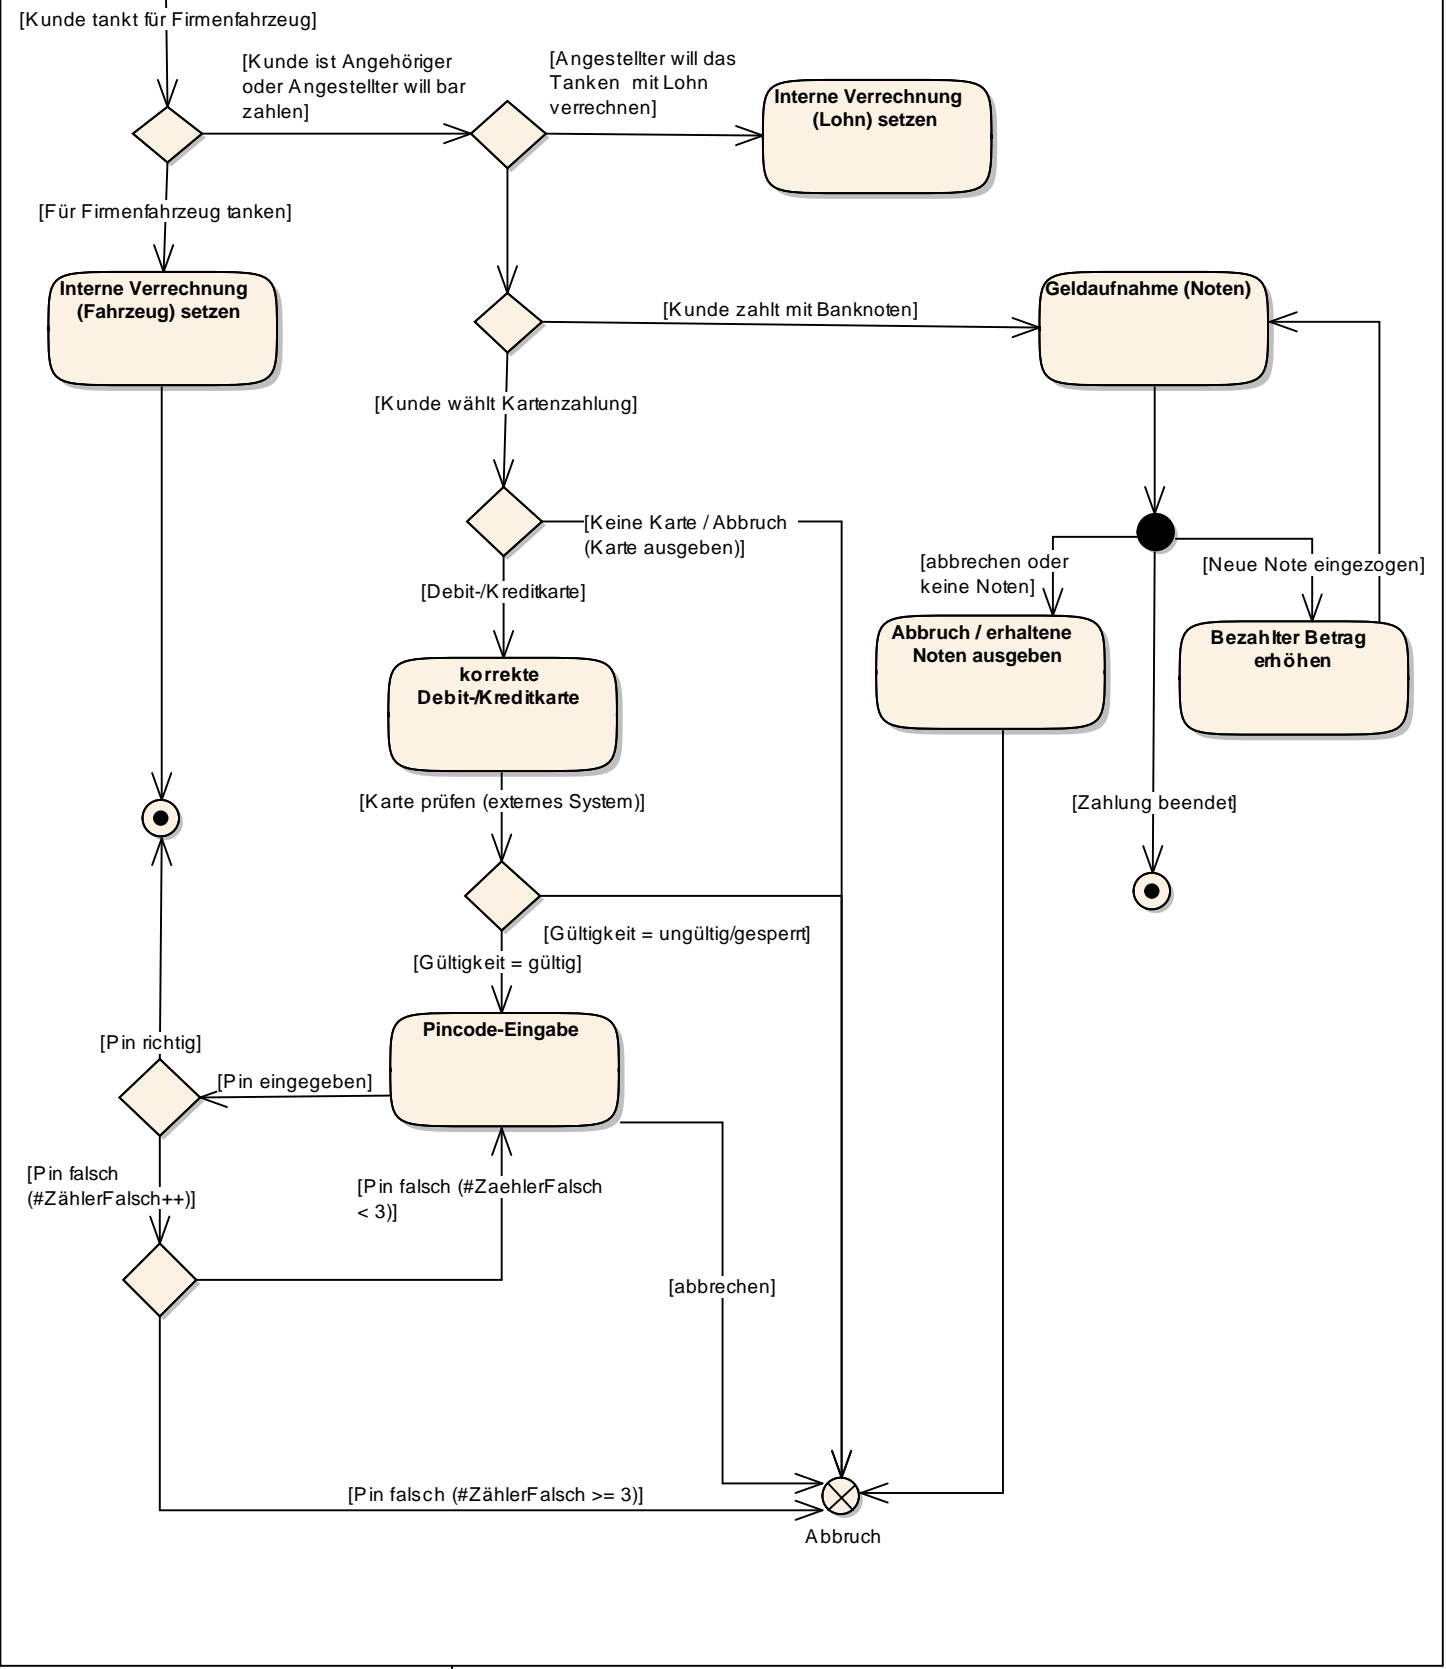 [Kunde tankt für Firmenfahrzeug]
[Kunde ist Angehöriger
oder Angestellter will bar
zahlen]
[Angestellter will das
Tanken mit Lohn
verrechnen]
Interne Verrechnung
(Lohn) setzen
[Für Firmenfahrzeug tanken]
Interne Verrechnung
(Fahrzeug) setzen
[Kunde zahlt mit Banknoten]
Geldaufnahme (Noten)
[Kunde wählt Kartenzahlung]
[Keine Karte / Abbruch
(Karte ausgeben)]
[abbrechen oder
keine Noten]
[Neue Note eingezogen]
[Debit-/Kreditkarte]
Abbruch / erhaltene
Noten ausgeben
Bezahlter Betrag
erhöhen
korrekte
Debit-/Kreditkarte
[Karte prüfen (externes System)]
[Zahlung beendet]
[Gültigkeit = ungültig/gesperrt]
[Gültigkeit = gültig]
Pincode-Eingabe
[Pin richtig]
[Pin eingegeben]
[Pin falsch
(#ZählerFalsch++)]
[Pin falsch (#ZaehlerFalsch
< 3)]
[abbrechen]
[Pin falsch (#ZählerFalsch >= 3)]
Abbruch